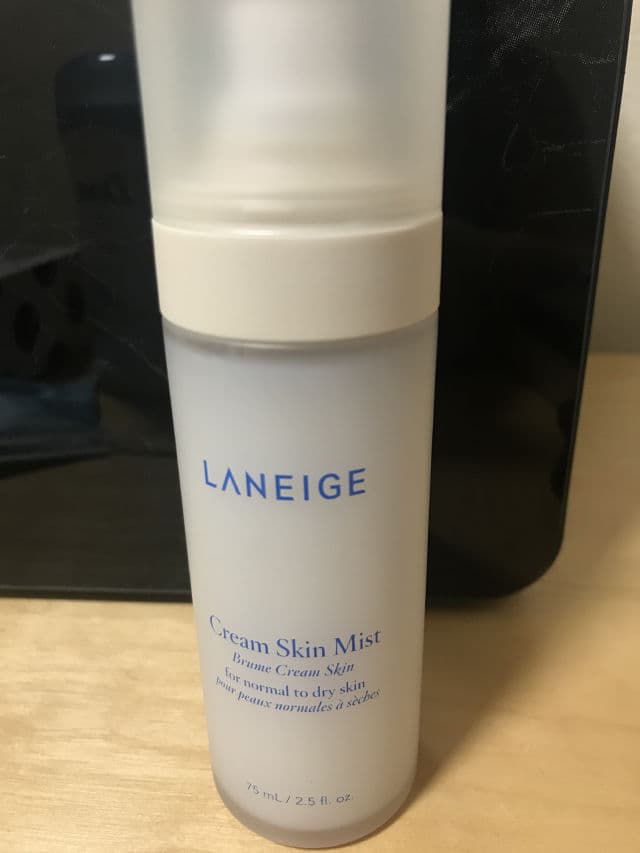 LANEIGE
Cream Skin Mist
Brume Cream Skin
for normal to dry skin
pour peaux normales à sèches
75 mL / 2.5 fl. oz.